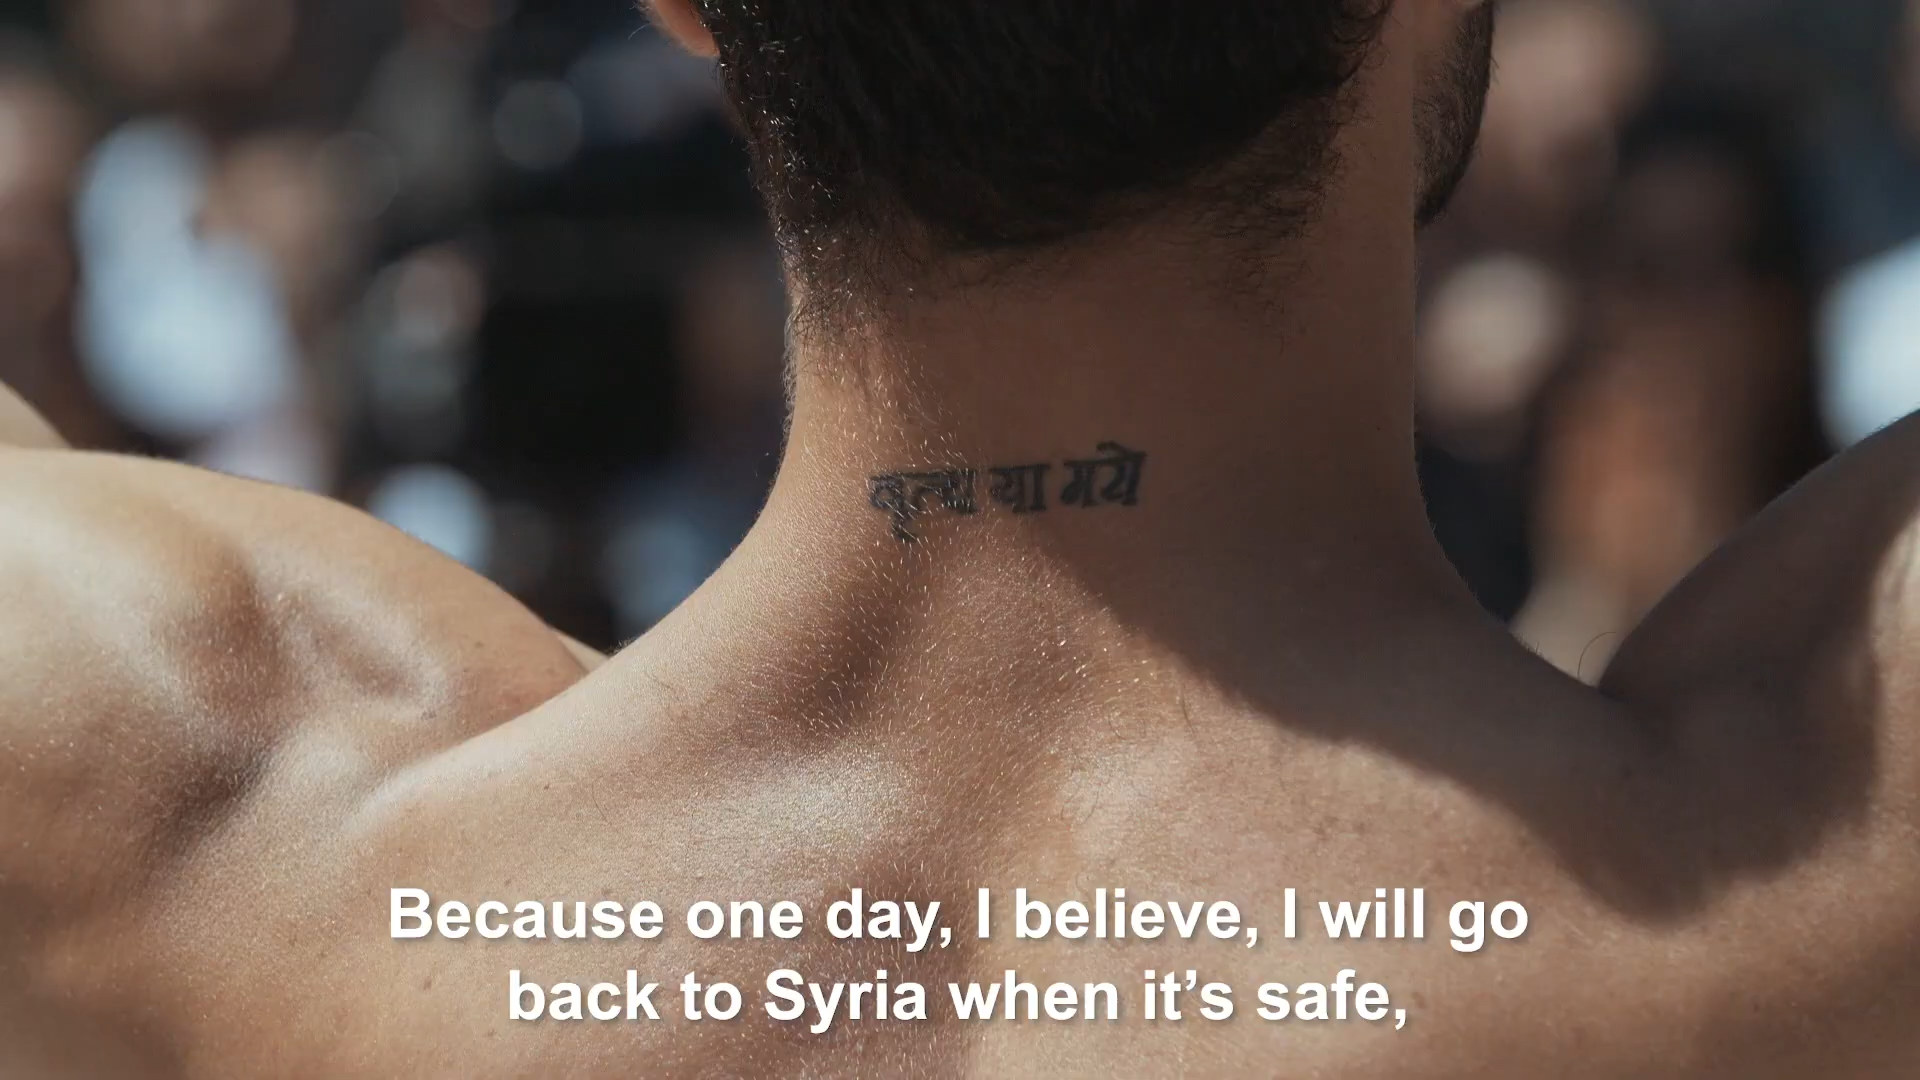 नृत्य या मये
Because one day, I believe, I will go
back to Syria when it’s safe,